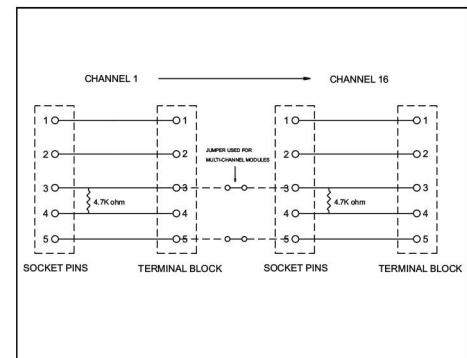 CHANNEL 1 CHANNEL 16
1 1 1 1
2 2 JUMPER USED FOR 2 2
MULTI-CHANNEL MODULES
3 3 3 3
4.7K ohm 4.7K ohm
4 4 4 4
5 5 5 5
SOCKET PINS TERMINAL BLOCK SOCKET PINS TERMINAL BLOCK